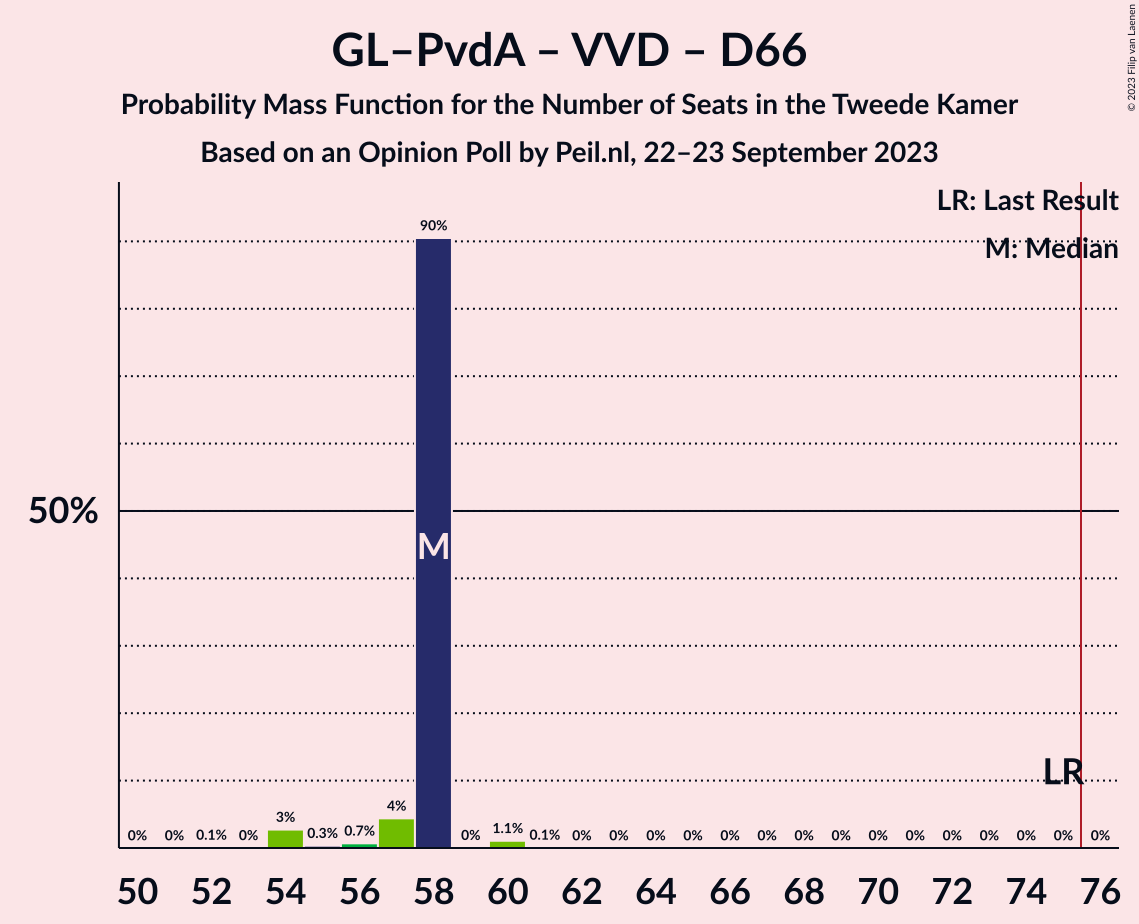 GL–PvdA – VVD – D66
Probability Mass Function for the Number of Seats in the Tweede Kamer
Based on an Opinion Poll by Peil.nl, 22–23 September 2023
© 2023 Filip van Laenen
LR: Last Result
M: Median
90%
50%
M
LR
0% 0% 0.1% 0% 3% 0.3% 0.7% 4% 0% 1.1% 0.1% 0% 0% 0% 0% 0% 0% 0% 0% 0% 0% 0% 0% 0% 0% 0%
50 52 54 56 58 60 62 64 66 68 70 72 74 76